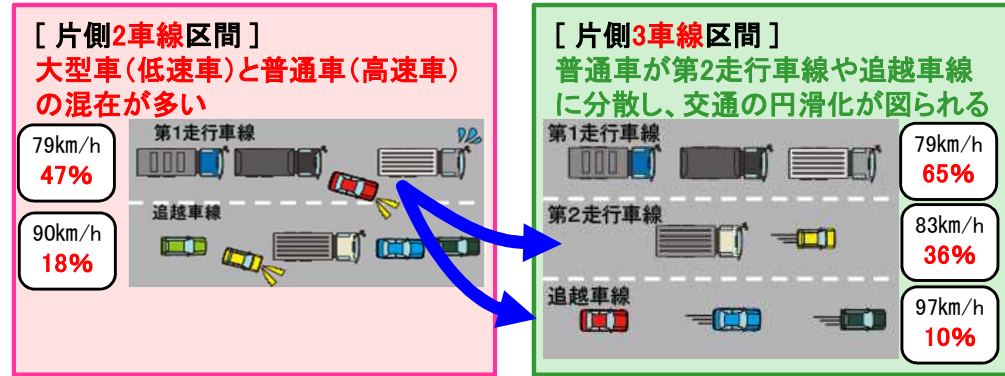 [ 片側2車線区間 ]
大型車(低速車)と普通車(高速車)
の混在が多い
第1走行車線
79km/h
47%
追越車線
90km/h
18%
[ 片側3車線区間 ]
普通車が第2走行車線や追越車線
に分散し、交通の円滑化が図られる
第1走行車線
79km/h
65%
第2走行車線
83km/h
36%
追越車線
97km/h
10%